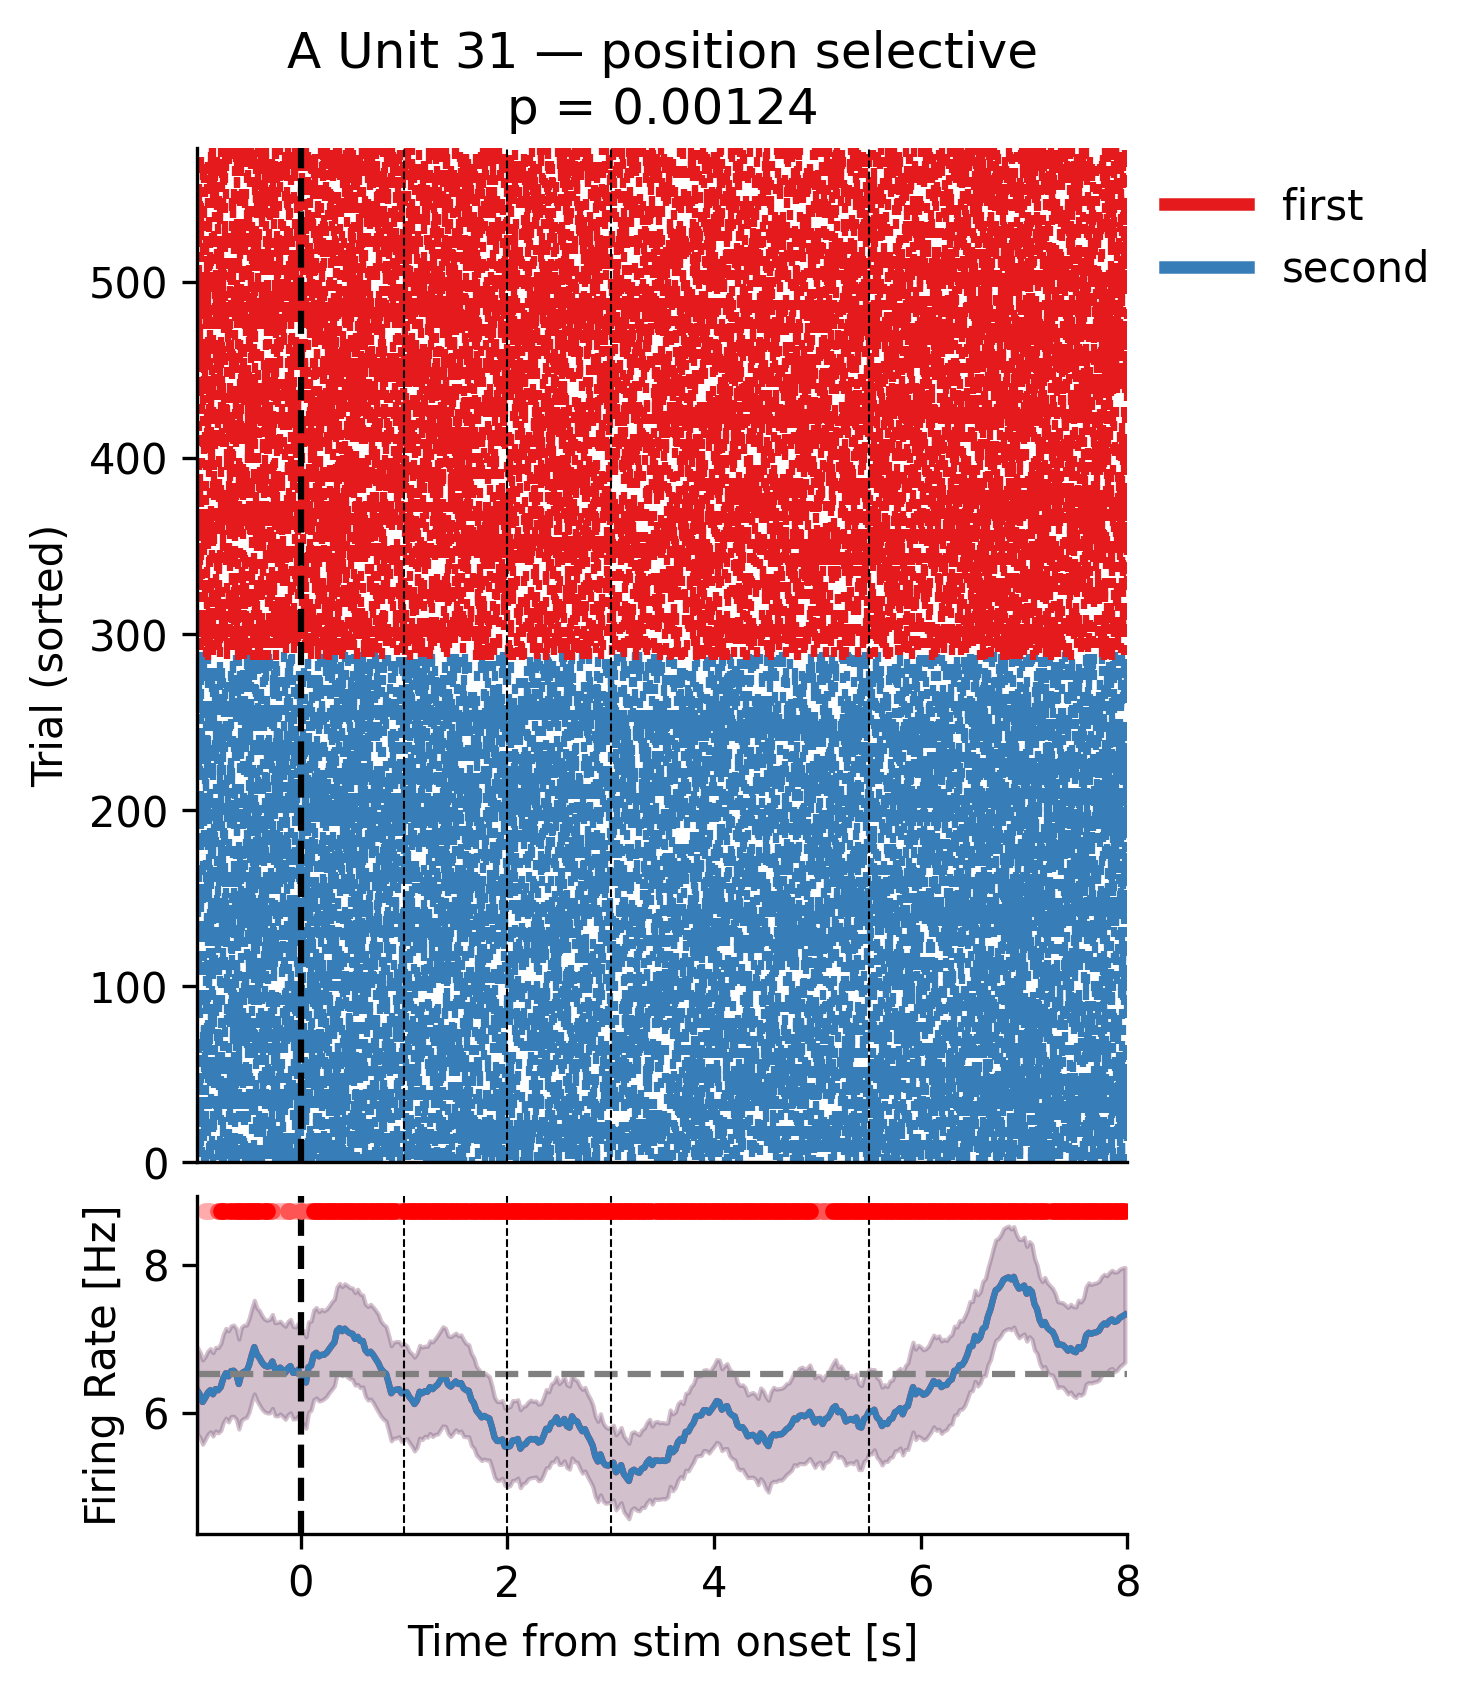 A Unit 31 — position selective
p = 0.00124
first
second
Trial (sorted)
500
400
300
200
100
0
Firing Rate [Hz]
8
6
0 2 4 6 8
Time from stim onset [s]